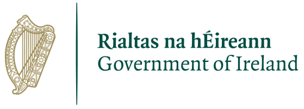 Rialtas na hÉireann
Government of Ireland